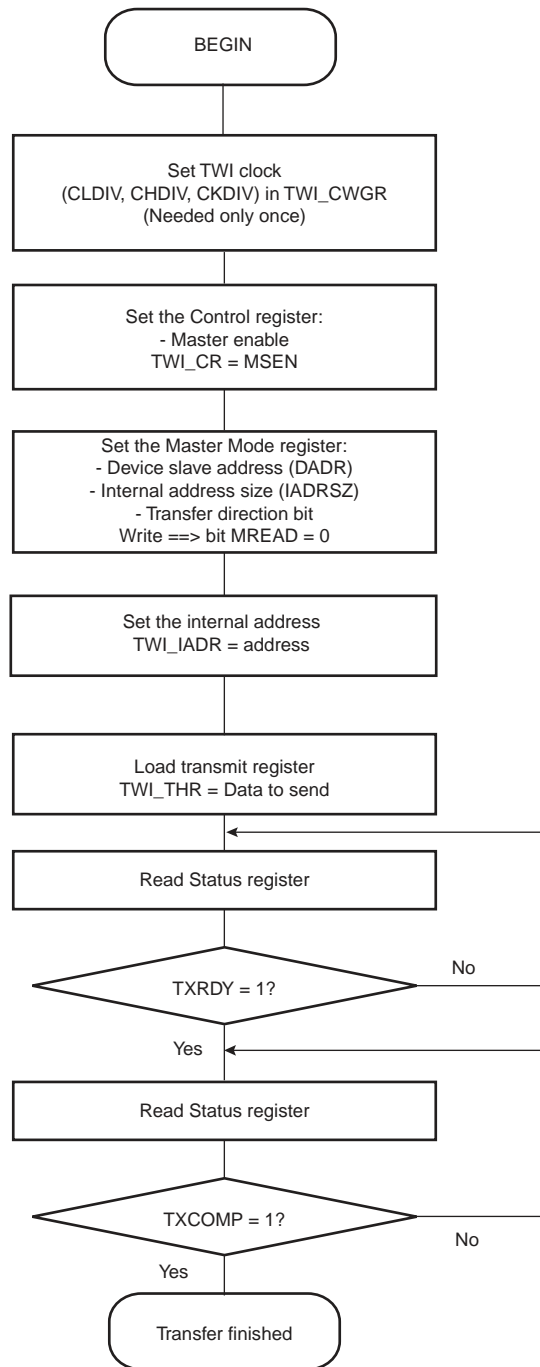 BEGIN
Set TWI clock
(CLDIV, CHDIV, CKDIV) in TWI_CWGR
(Needed only once)
Set the Control register:
- Master enable
TWI_CR = MSEN
Set the Master Mode register:
- Device slave address (DADR)
- Internal address size (IADRSZ)
- Transfer direction bit
Write ==> bit MREAD = 0
Set the internal address
TWI_IADR = address
Load transmit register
TWI_THR = Data to send
Read Status register
TXRDY = 1?
No
Yes
Read Status register
TXCOMP = 1?
No
Yes
Transfer finished